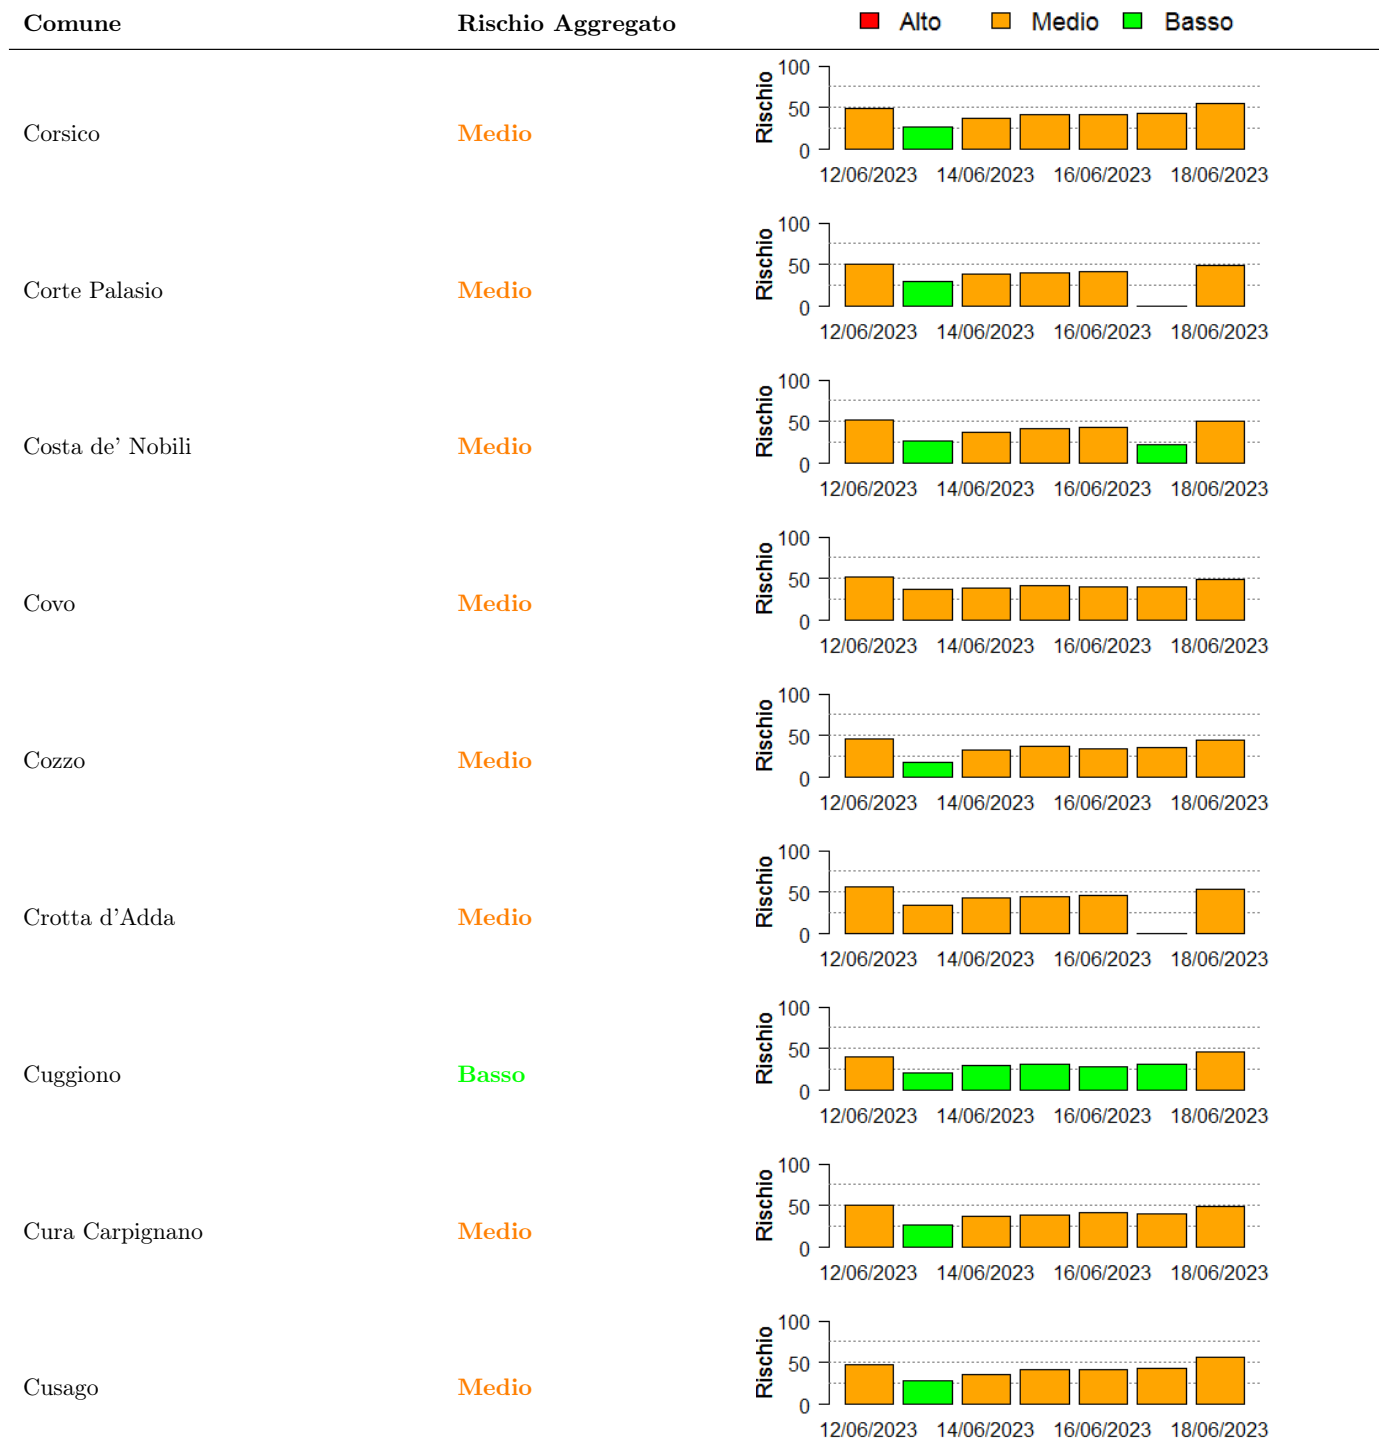 Comune Rischio Aggregato Alto Medio Basso
100
50
0
Rischio
Corsico Medio
12/06/2023 14/06/2023 16/06/2023 18/06/2023
100
50
0
Rischio
Corte Palasio Medio
12/06/2023 14/06/2023 16/06/2023 18/06/2023
100
50
0
Rischio
Costa de' Nobili Medio
12/06/2023 14/06/2023 16/06/2023 18/06/2023
100
50
0
Rischio
Covo Medio
12/06/2023 14/06/2023 16/06/2023 18/06/2023
100
50
0
Rischio
Cozzo Medio
12/06/2023 14/06/2023 16/06/2023 18/06/2023
100
50
0
Rischio
Crotta d'Adda Medio
12/06/2023 14/06/2023 16/06/2023 18/06/2023
100
50
0
Rischio
Cuggiono Basso
12/06/2023 14/06/2023 16/06/2023 18/06/2023
100
50
0
Rischio
Cura Carpignano Medio
12/06/2023 14/06/2023 16/06/2023 18/06/2023
100
50
0
Rischio
Cusago Medio
12/06/2023 14/06/2023 16/06/2023 18/06/2023